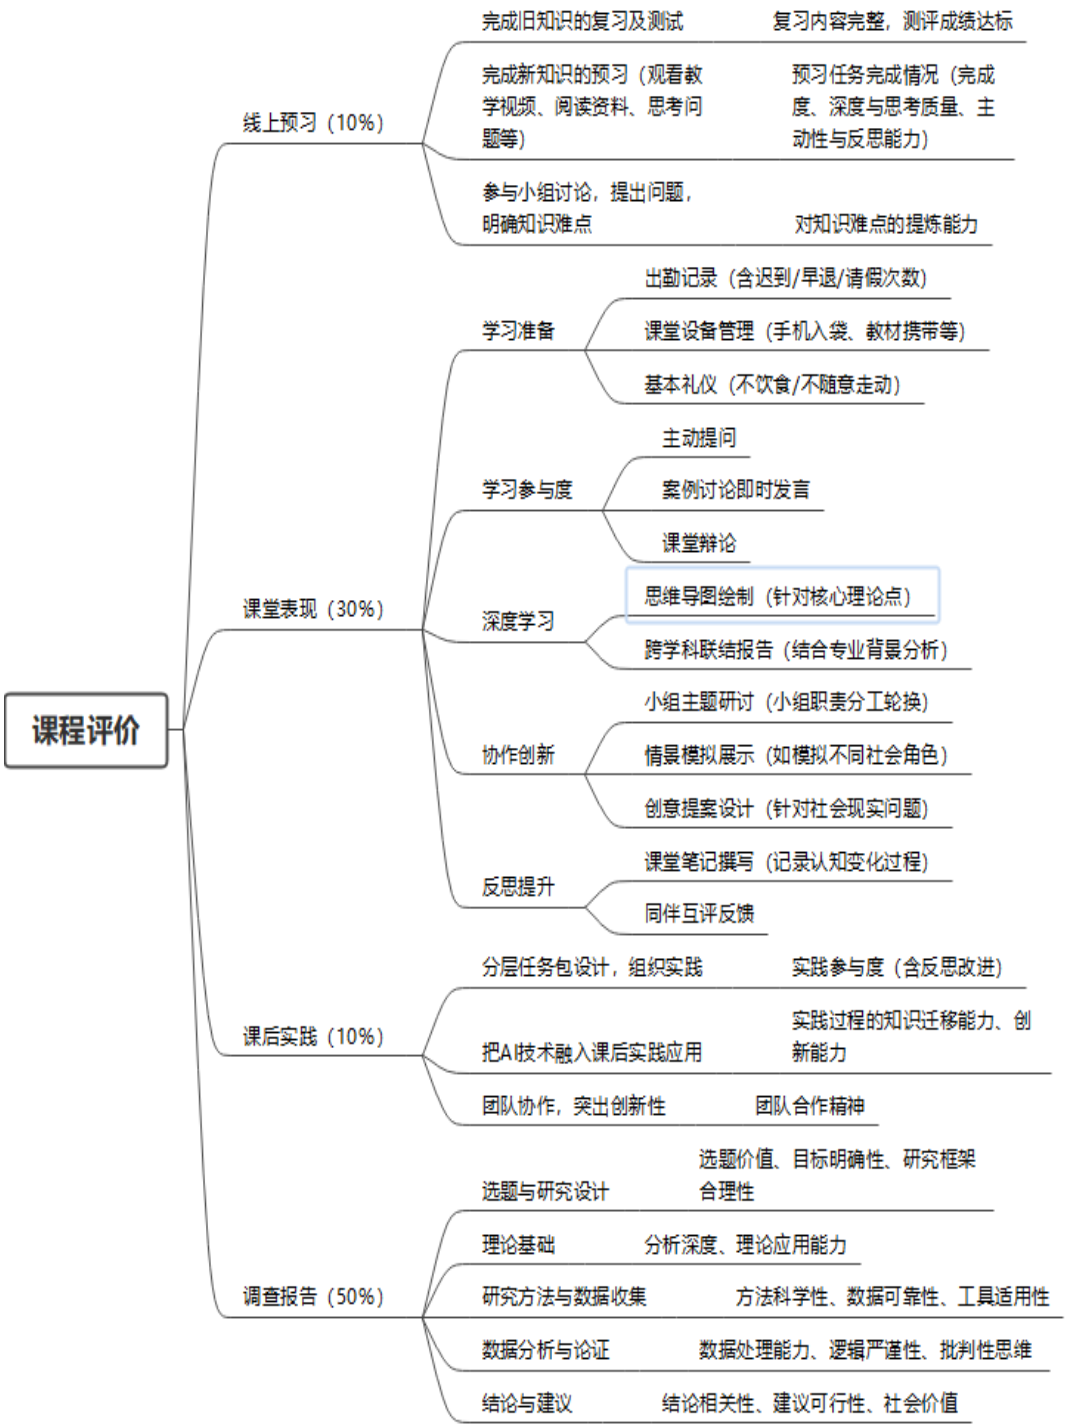 完成旧知识的复习及测试
复习内容完整，测评成绩达标
完成新知识的预习（观看教
学视频、阅读资料、思考问
题等）
预习任务完成情况（完成
度、深度与思考质量、主
动性与反思能力）
线上预习（10%）
参与小组讨论，提出问题，
明确知识难点
对知识难点的提炼能力
出勤记录（含迟到/早退/请假次数）
学习准备
课堂设备管理（手机入袋、教材携带等）
基本礼仪（不饮食/不随意走动）
主动提问
学习参与度
案例讨论即时发言
课堂辩论
课堂表现（30%）
思维导图绘制（针对核心理论点）
深度学习
跨学科联结报告（结合专业背景分析）
小组主题研讨（小组职责分工轮换）
课程评价
协作创新
情景模拟展示（如模拟不同社会角色）
创意提案设计（针对社会现实问题）
课堂笔记撰写（记录认知变化过程）
反思提升
同伴互评反馈
分层任务包设计，组织实践
实践参与度（含反思改进）
课后实践（10%）
把AI技术融入课后实践应用
实践过程的知识迁移能力、创
新能力
团队协作，突出创新性
团队合作精神
选题与研究设计
选题价值、目标明确性、研究框架
合理性
理论基础
分析深度、理论应用能力
调查报告（50%）
研究方法与数据收集
方法科学性、数据可靠性、工具适用性
数据分析与论证
数据处理能力、逻辑严谨性、批判性思维
结论与建议
结论相关性、建议可行性、社会价值